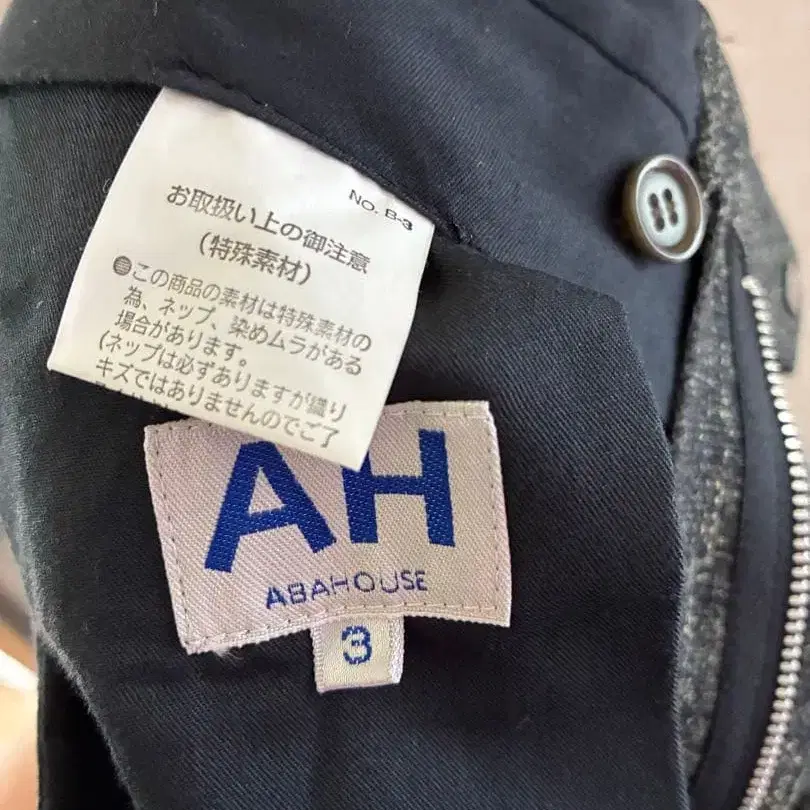 NO. B-3
お取扱い上の御注意
(特殊素材)
●この商品の素材は特殊素材の
為、ネップ、染めムラがある
場合があります。
(ネップは必ずありますが織り
キズではありませんのでご了
AH
ABAHOUSE
3